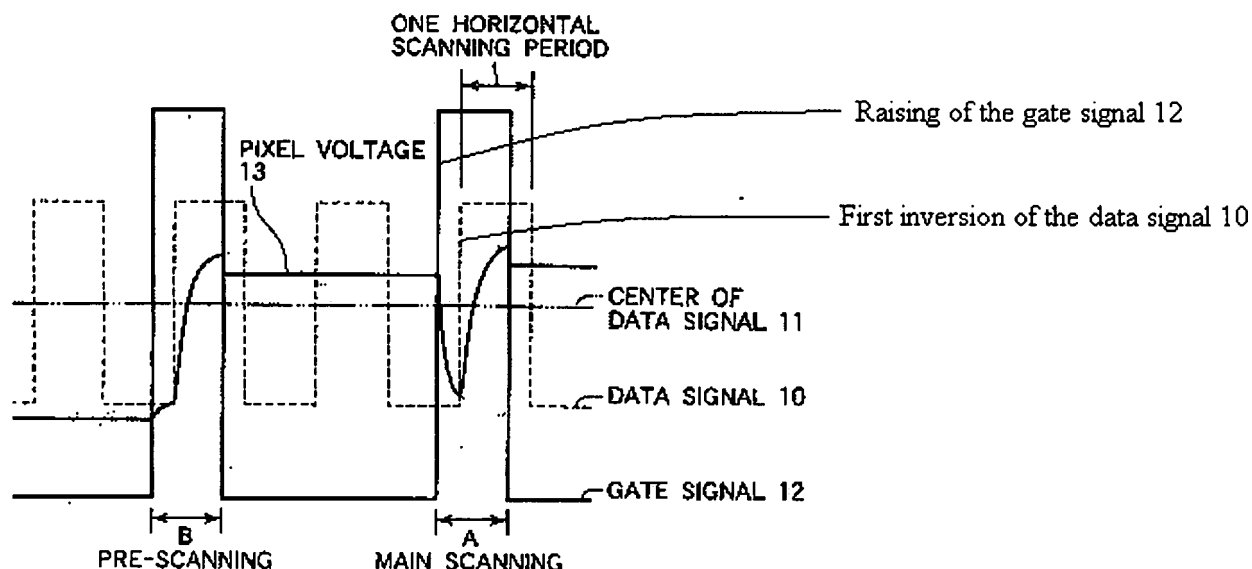 ONE HORIZONTAL
SCANNING PERIOD
Raising of the gate signal 12
PIXEL VOLTAGE
13
First inversion of the data signal 10
CENTER OF
DATA SIGNAL 11
DATA SIGNAL 10
GATE SIGNAL 12
B
PRE-SCANNING
A
MAIN SCANNING